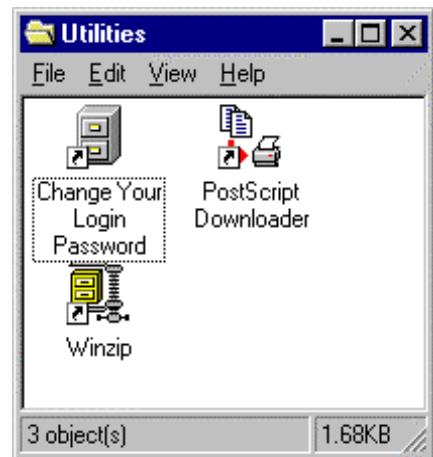 Utilities
File Edit View Help
Change Your
Login
Password
PostScript
Downloader
Winzip
3 object(s) 1.68KB